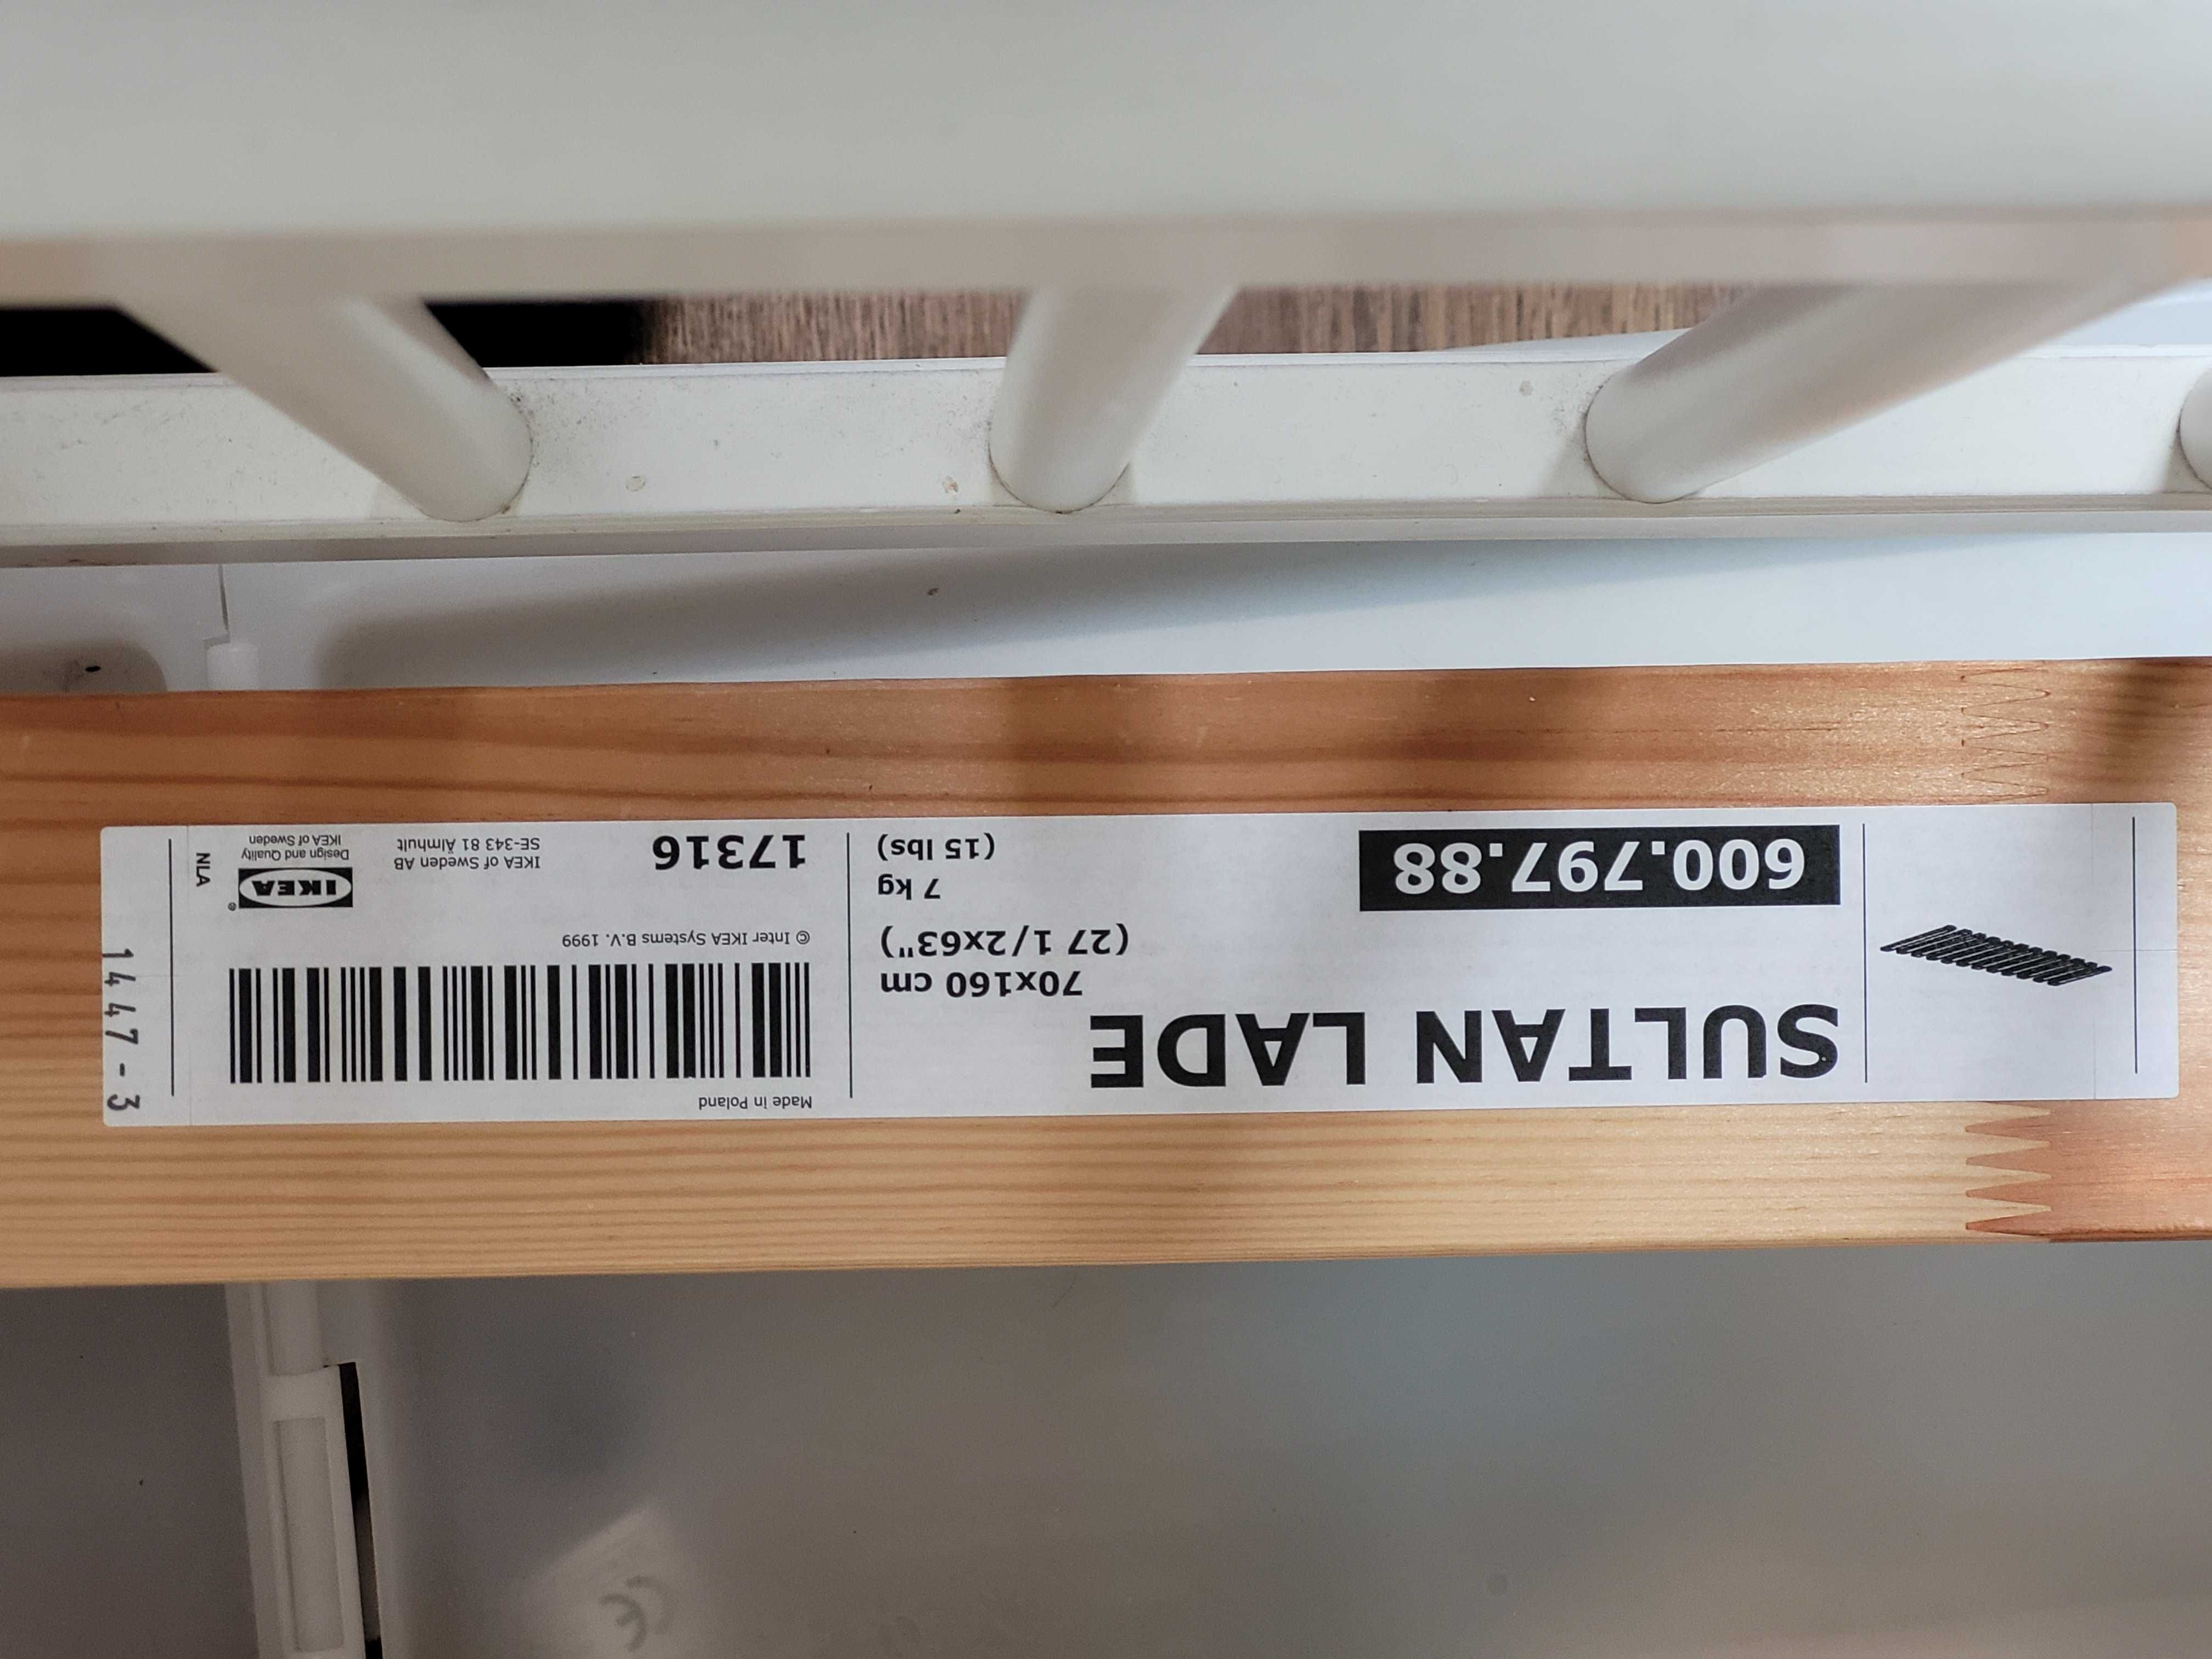 SULTAN LADE
70x160 cm
(27 1/2x63")
7 kg
(15 lbs)
600.797.88
Made in Poland
© Inter IKEA Systems B.V. 1999
17316
IKEA of Sweden AB
SE-343 81 Älmhult
IKEA®
Design and Quality
IKEA of Sweden
NLA
1447-3
CE